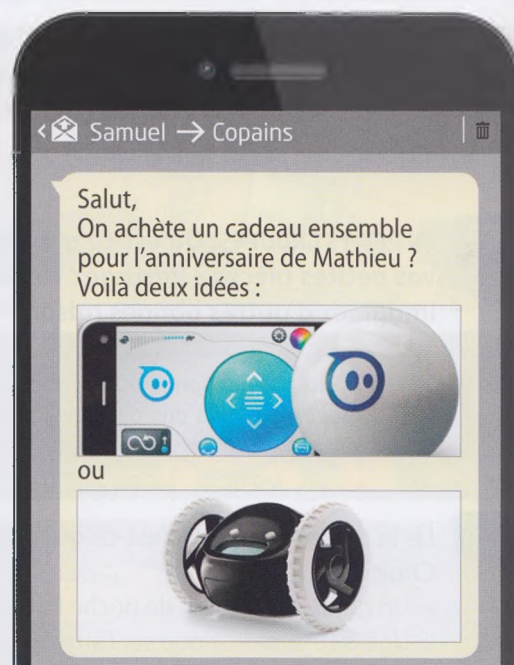 Samuel → Copains
Salut,
On achète un cadeau ensemble
pour l'anniversaire de Mathieu ?
Voilà deux idées :
ou